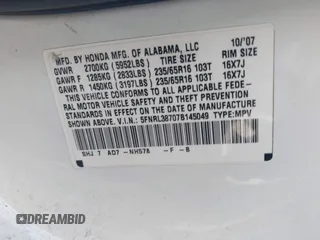 MFD. BY HONDA MFG. OF ALABAMA, LLC 10/'07
GVWR 2700KG (5952LBS) TIRE SIZE RIM SIZE
GAWR F 1285KG (2833LBS) 235/65R16 103T 16X7J
GAWR R 1450KG (3197LBS) 235/65R16 103T 16X7J
THIS VEHICLE CONFORMS TO ALL APPLICABLE FEDE-
RAL MOTOR VEHICLE SAFETY AND THEFT PREVENTION
STANDARDS IN EFFECT ON THE DATE OF MANUFACTURE
SHOWN ABOVE. V.I.N: 5FNRL38707B145049 TYPE:MPV
SHJ 7 AD7 -NH578 -F -B
DREAMBID